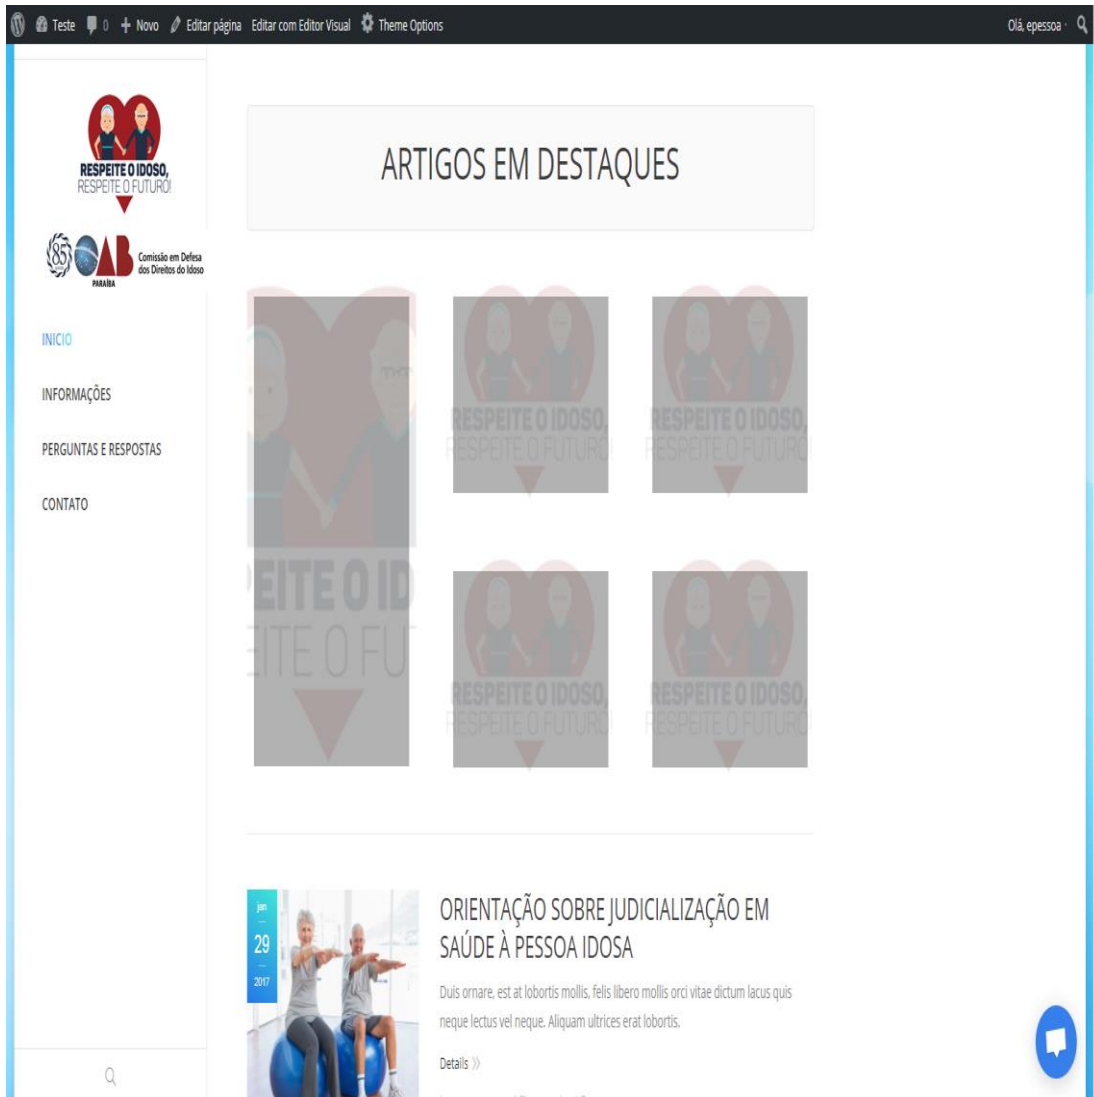 Teste 0 Novo Editar página Editar com Editor Visual Theme Options Olá, epessoa
RESPEITE O IDOSO,
RESPEITE O FUTURO!
85
OAB
PARAÍBA
Comissão em Defesa
dos Direitos do Idoso
INICIO
INFORMAÇÕES
PERGUNTAS E RESPOSTAS
CONTATO
ARTIGOS EM DESTAQUES
EITE O ID
EITE O FUT
RESPEITE O IDOSO,
RESPEITE O FUTURO!
RESPEITE O IDOSO,
RESPEITE O FUTURO
RESPEITE O IDOSO,
RESPEITE O FUTURO!
RESPEITE O IDOSO,
RESPEITE O FUTURO
jan
29
2017
ORIENTAÇÃO SOBRE JUDICIALIZAÇÃO EM
SAÚDE À PESSOA IDOSA
Duis ornare, est at lobortis mollis, felis libero mollis orci vitae dictum lacus quis
neque lectus vel neque. Aliquam ultrices erat lobortis.
Details »